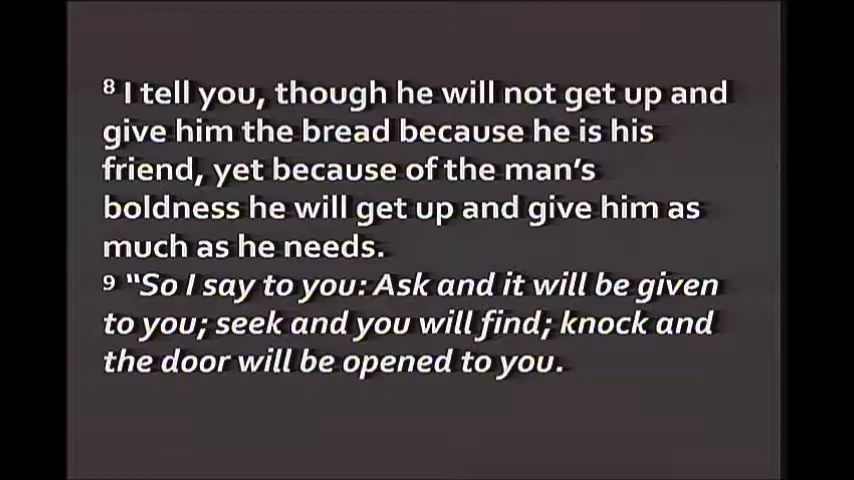 ⁸ I tell you, though he will not get up and
give him the bread because he is his
friend, yet because of the man's
boldness he will get up and give him as
much as he needs.
⁹ "So I say to you: Ask and it will be given
to you; seek and you will find; knock and
the door will be opened to you.